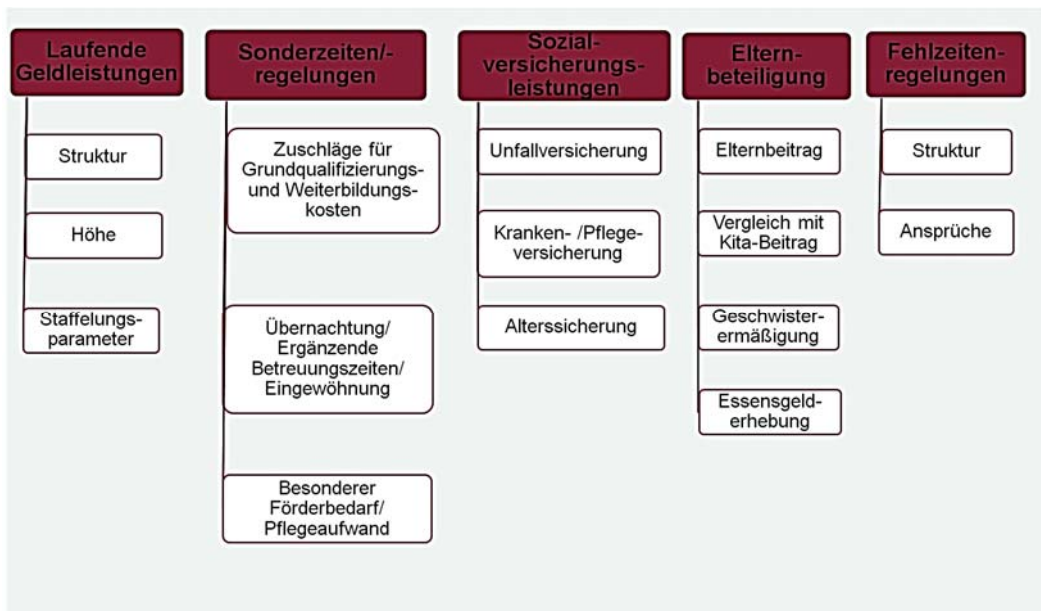 Laufende
Geldleistungen
Struktur
Höhe
Staffelungs-
parameter
Sonderzeiten/-
regelungen
Zuschläge für
Grundqualifizierungs-
und Weiterbildungs-
kosten
Übernachtung/
Ergänzende
Betreuungszeiten/
Eingewöhnung
Besonderer
Förderbedarf/
Pflegeaufwand
Sozial-
versicherungs-
leistungen
Unfallversicherung
Kranken- /Pflege-
versicherung
Alterssicherung
Eltern-
beteiligung
Elternbeitrag
Vergleich mit
Kita-Beitrag
Geschwister-
ermäßigung
Essensgeld-
erhebung
Fehlzeiten-
regelungen
Struktur
Ansprüche